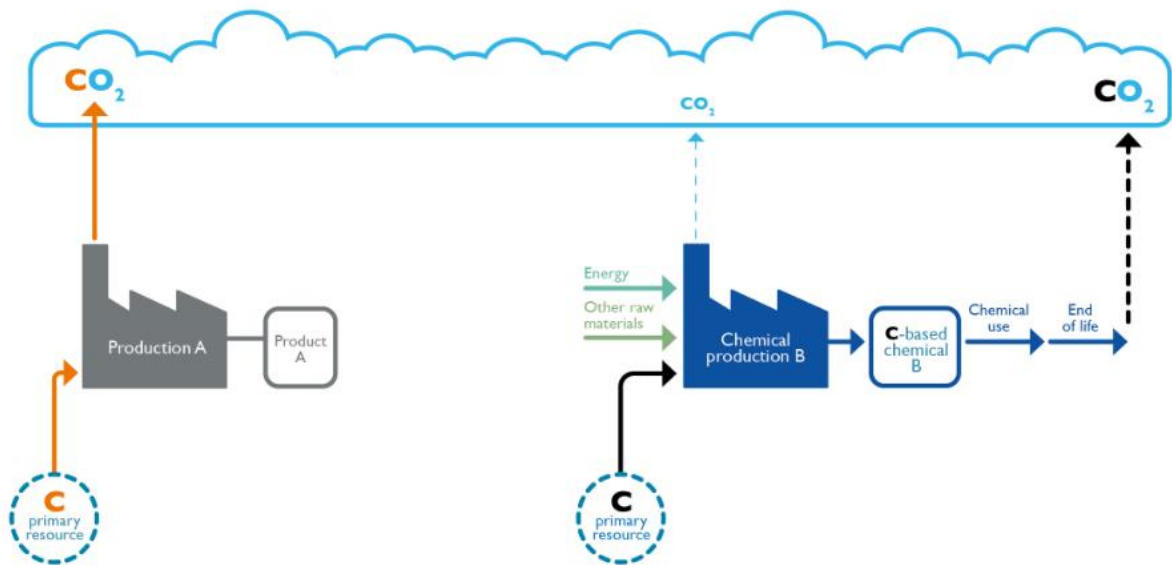 CO₂
CO₂
CO₂
Energy
Other raw
materials
Production A
Product
A
Chemical
production B
C-based
chemical
B
Chemical
use
End
of life
C
primary
resource
C
primary
resource